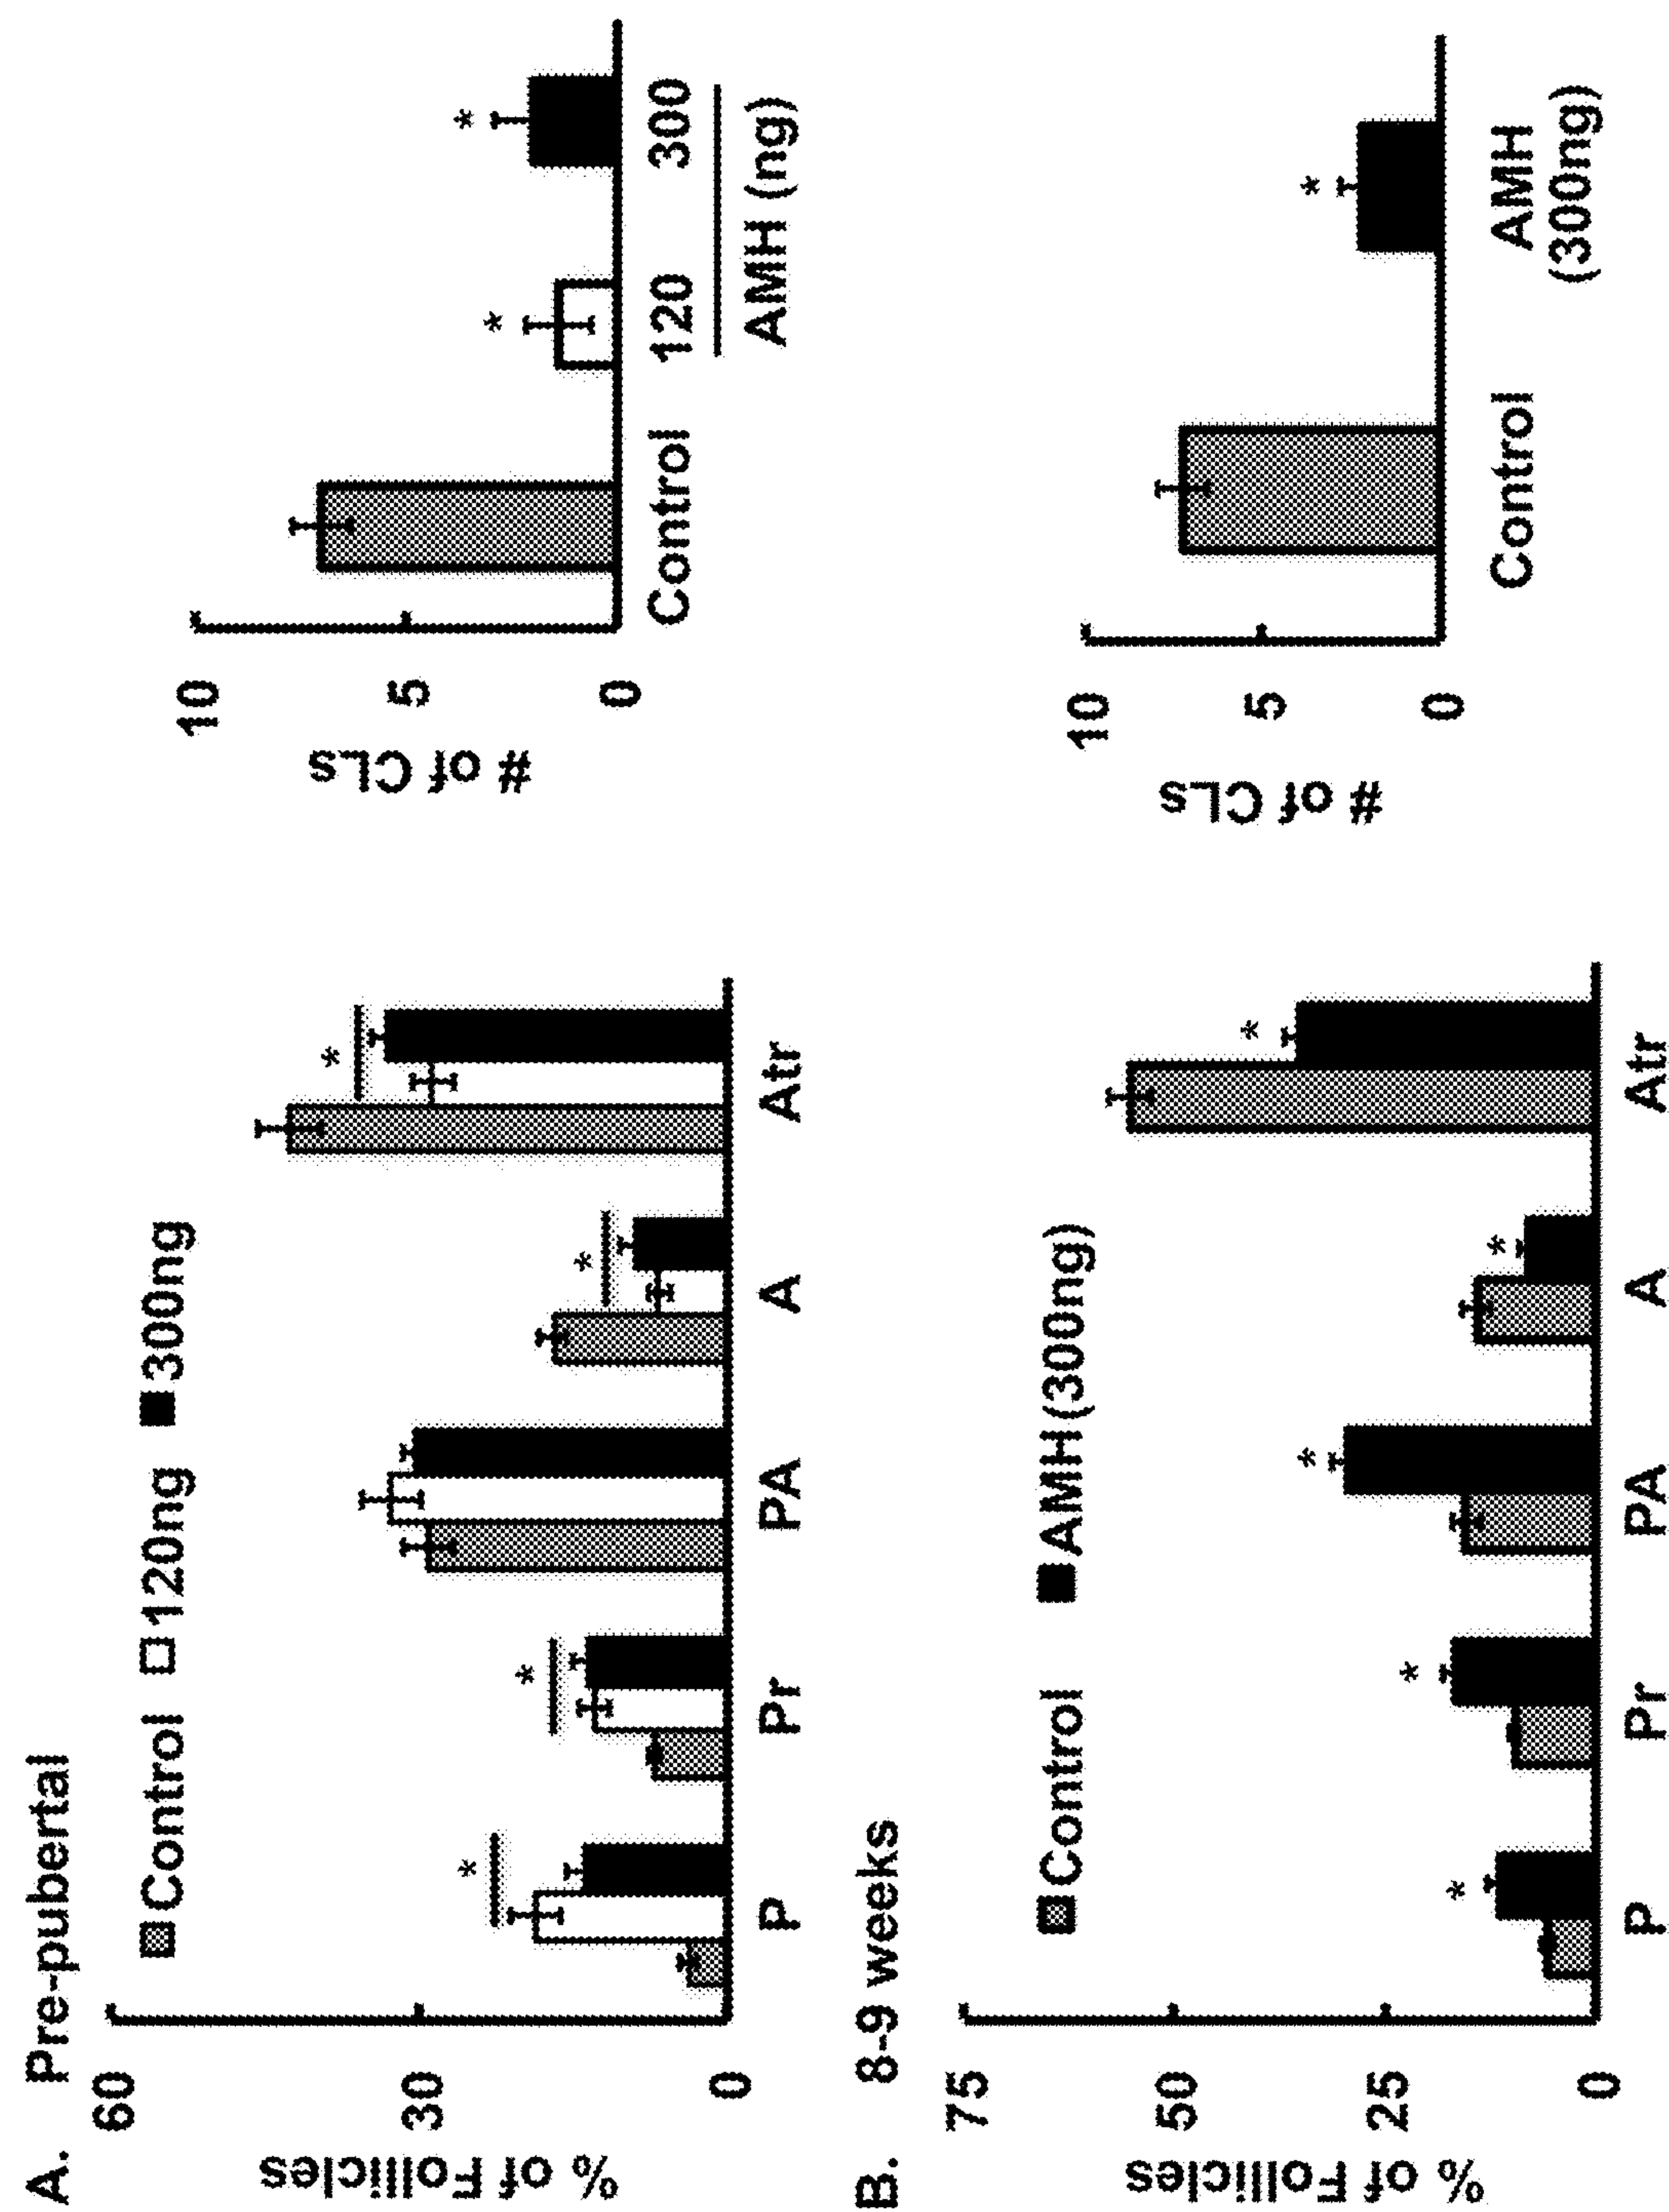 A. Pre-pubertal
Control 120ng 300ng
% of Follicles
60
30
0
P Pr PA A Atr
*
*
*
*
# of CLs
10
5
0
*
*
Control 120 300
AMH (ng)
B. 8-9 weeks
Control AMH (300ng)
% of Follicles
75
50
25
0
*
*
*
*
*
P Pr PA A Atr
# of CLs
10
5
0
*
Control AMH
(300ng)